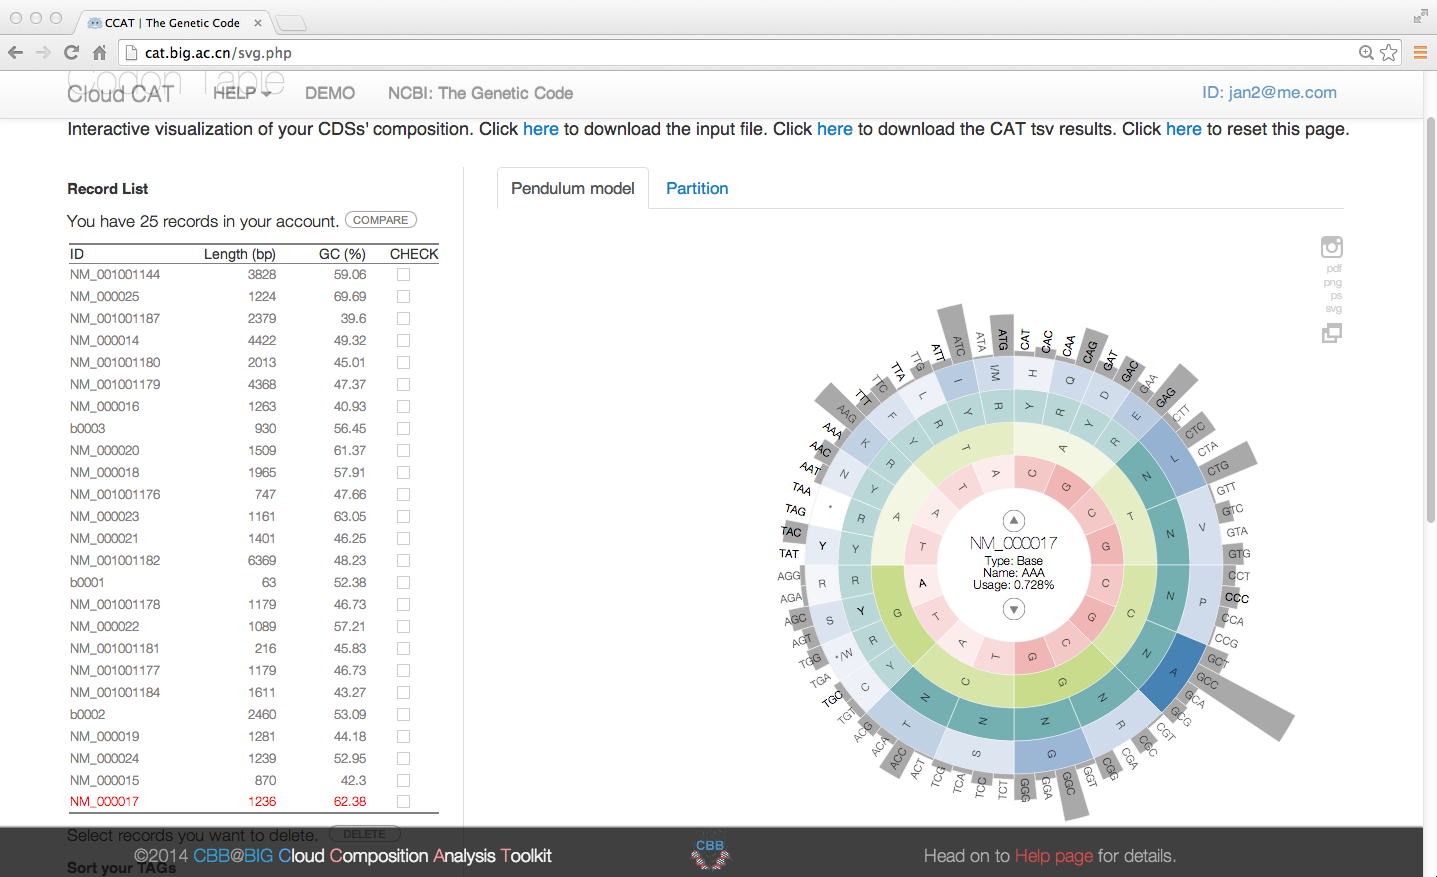 CCAT | The Genetic Code
cat.big.ac.cn/svg.php
Codon Table
Cloud CAT HELP DEMO NCBI: The Genetic Code ID: jan2@me.com
Interactive visualization of your CDSs' composition. Click here to download the input file. Click here to download the CAT tsv results. Click here to reset this page.
Record List
You have 25 records in your account. COMPARE
ID Length (bp) GC (%) CHECK
NM_001001144 3828 59.06
NM_000025 1224 69.69
NM_001001187 2379 39.6
NM_000014 4422 49.32
NM_001001180 2013 45.01
NM_001001179 4368 47.37
NM_000016 1263 40.93
b0003 930 56.45
NM_000020 1509 61.37
NM_000018 1965 57.91
NM_001001176 747 47.66
NM_000023 1161 63.05
NM_000021 1401 46.25
NM_001001182 6369 48.23
b0001 63 52.38
NM_001001178 1179 46.73
NM_000022 1089 57.21
NM_001001181 216 45.83
NM_001001177 1179 46.73
NM_001001184 1611 43.27
b0002 2460 53.09
NM_000019 1281 44.18
NM_000024 1239 52.95
NM_000015 870 42.3
NM_000017 1236 62.38
Select records you want to delete. DELETE
Sort your TAGs
Pendulum model Partition
pdf
png
ps
svg
CAT
CAC
CAA
CAG
GAT
GAC
GAA
GAG
CTT
CTC
CTA
CTG
GTT
GTC
GTA
GTG
CCT
CCC
CCA
CCG
GCT
GCC
GCA
GCG
CGT
CGC
CGA
CGG
GGT
GGC
GGA
GGG
TCT
TCC
TCA
TCG
ACT
ACC
ACA
ACG
TGT
TGC
TGA
TGG
AGT
AGC
AGA
AGG
TAT
TAC
TAG
TAA
AAT
AAC
AAA
AAG
TTT
TTC
TTA
TTG
ATT
ATC
ATA
ATG
H Q D E L V P A R G S T C */W S R Y * N K F L I I/M
Y R Y R N N N N N N N N Y R Y R Y R Y R Y R Y R
A T C G G C G A A T
C G C G C G C G T A T A T A T A
NM_000017
Type: Base
Name: AAA
Usage: 0.728%
©2014 CBB@BIG Cloud Composition Analysis Toolkit
CBB
Head on to Help page for details.